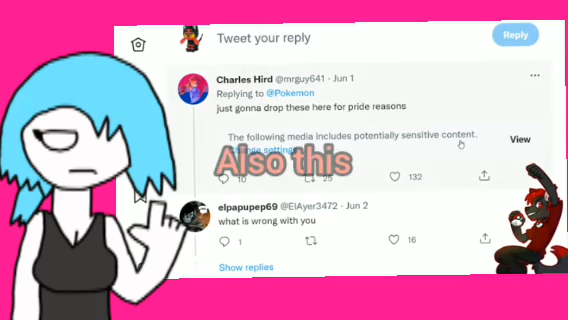 Tweet your reply
Reply
Charles Hird @mrguy641 · Jun 1
Replying to @Pokemon
just gonna drop these here for pride reasons
The following media includes potentially sensitive content.
Change settings
View
Also this
10
25
132
elpapupep69 @ElAyer3472 · Jun 2
what is wrong with you
1
16
Show replies